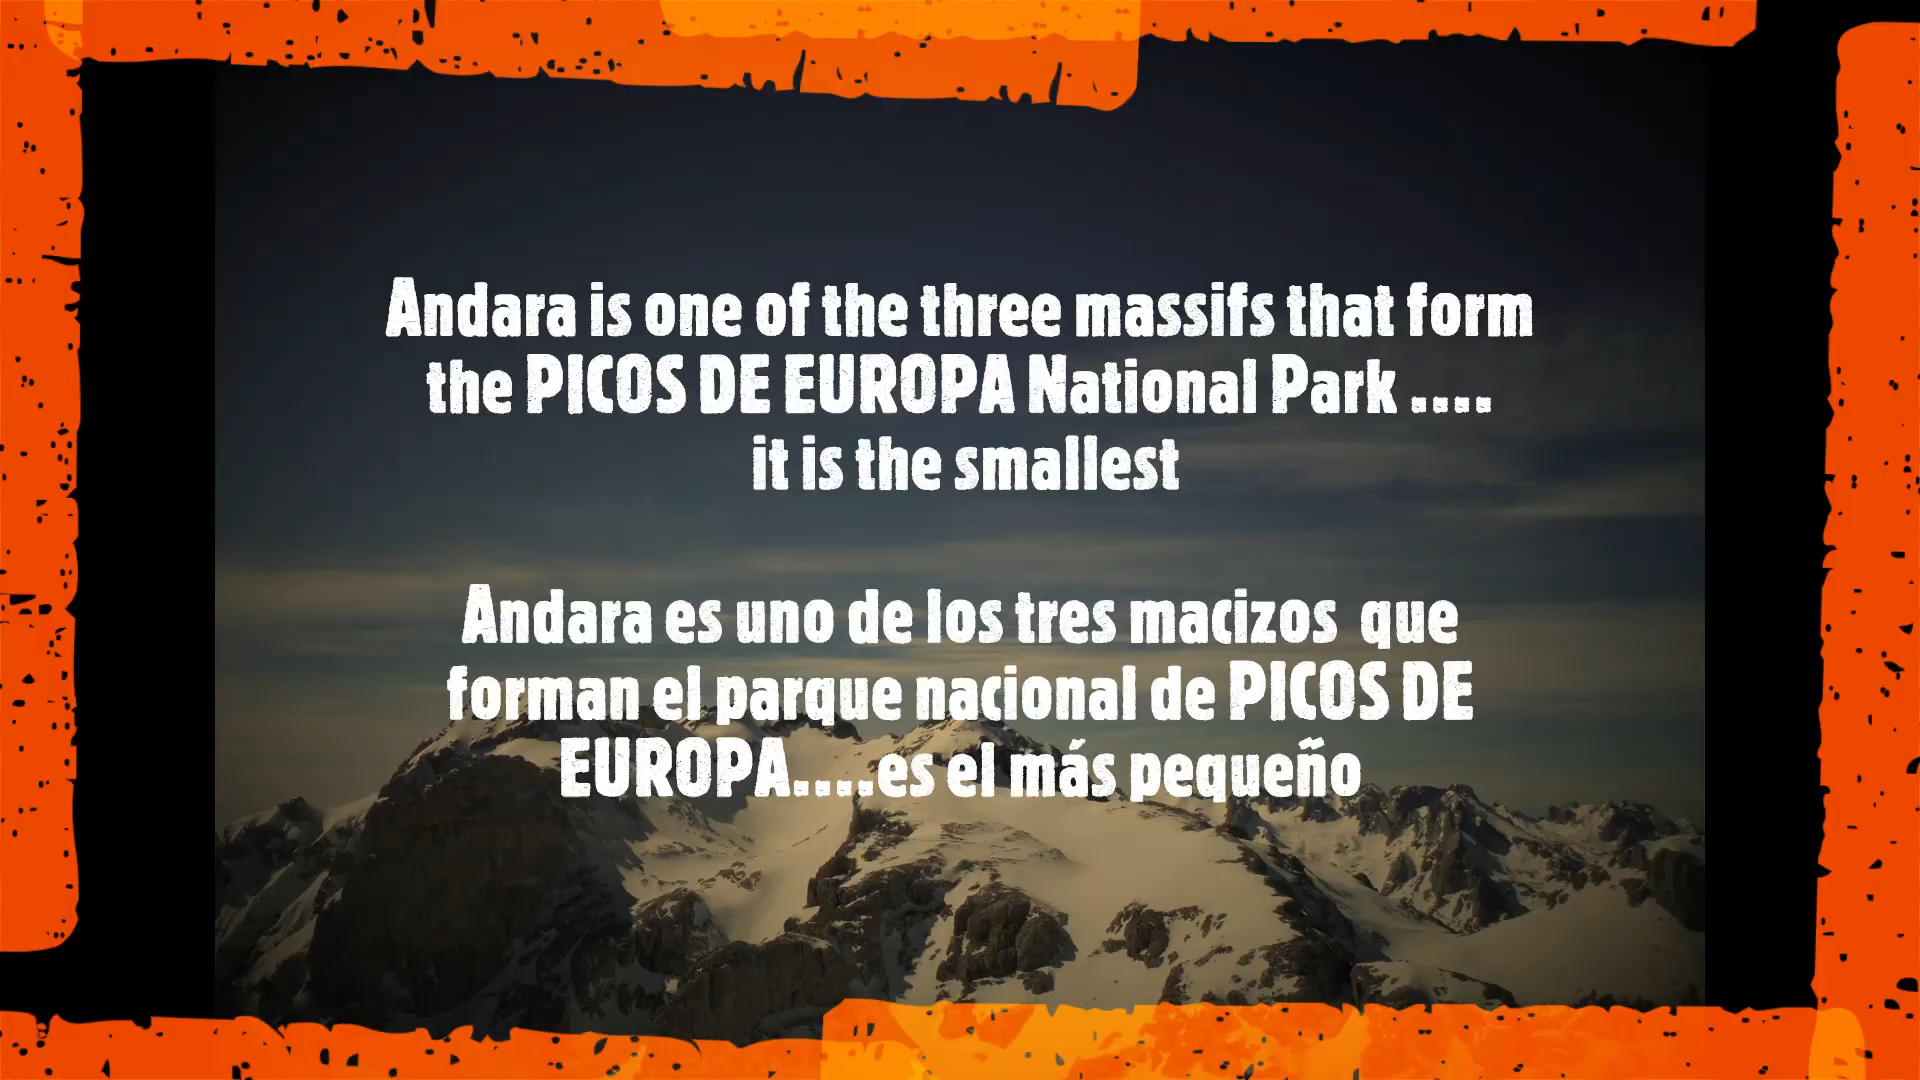 Andara is one of the three massifs that form
the PICOS DE EUROPA National Park ....
it is the smallest
Andara es uno de los tres macizos que
forman el parque nacional de PICOS DE
EUROPA....es el más pequeño